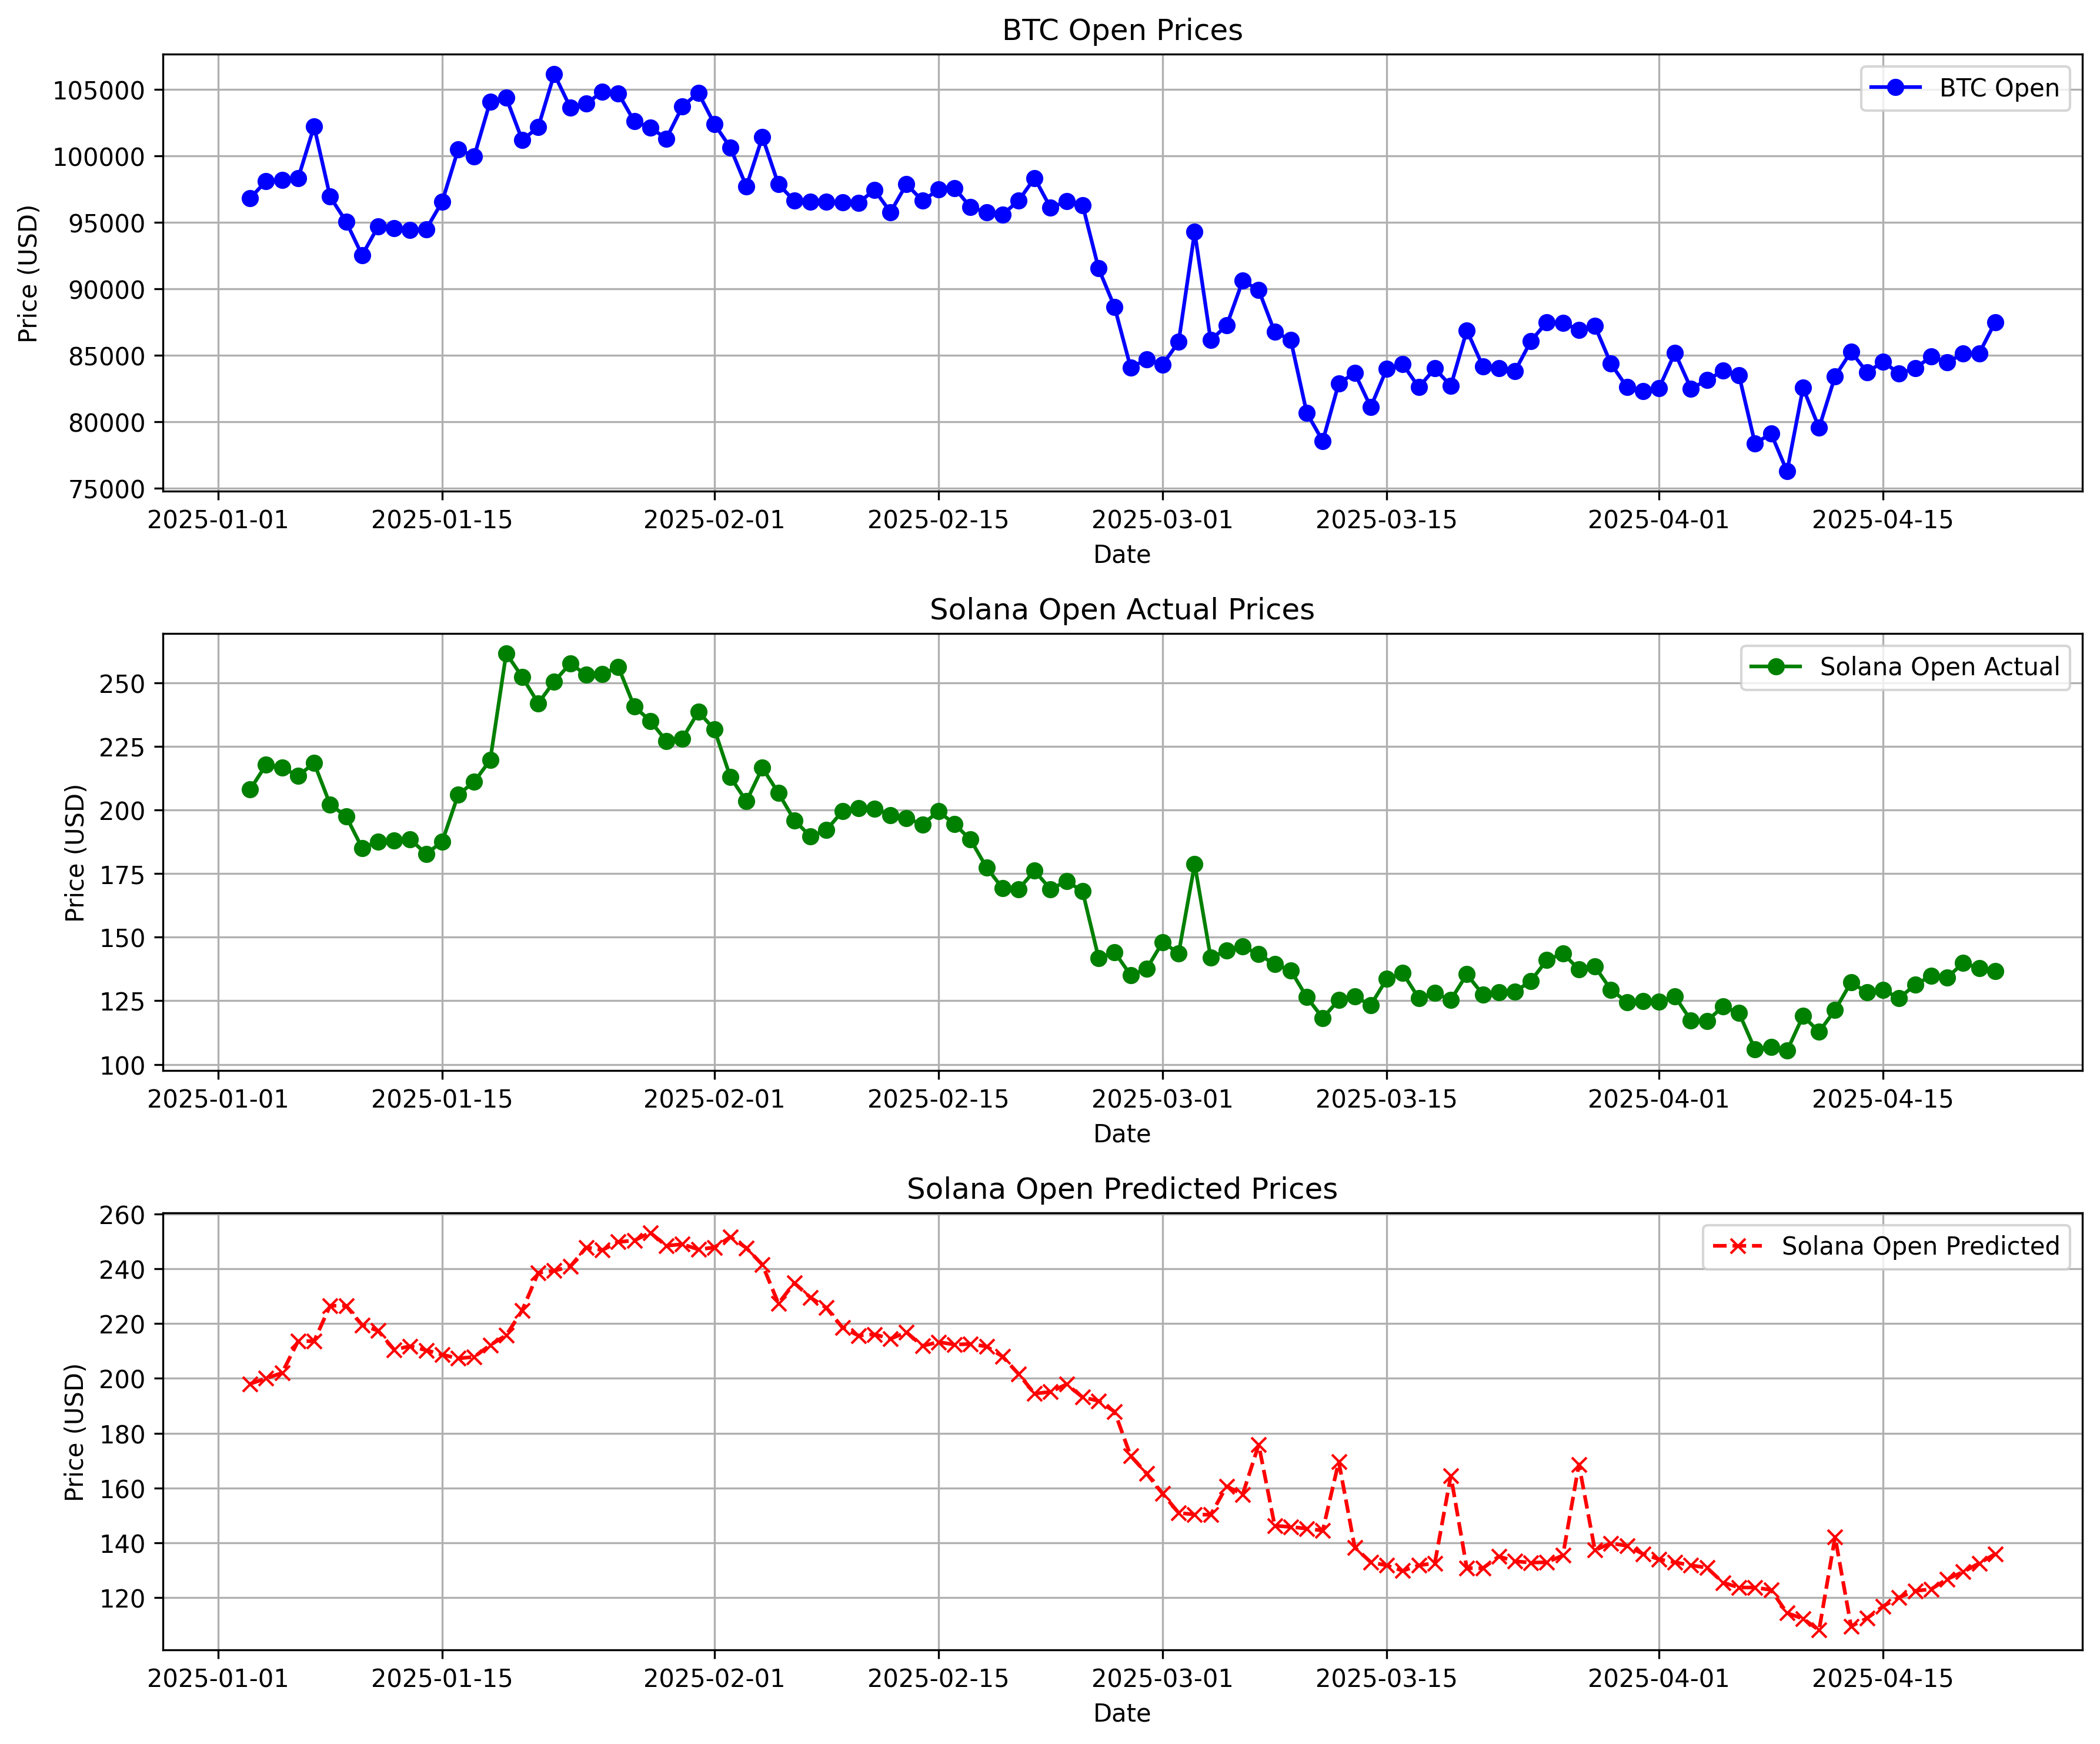 BTC Open Prices
BTC Open
105000
100000
95000
90000
85000
80000
75000
Price (USD)
2025-01-01 2025-01-15 2025-02-01 2025-02-15 2025-03-01 2025-03-15 2025-04-01 2025-04-15
Date
Solana Open Actual Prices
Solana Open Actual
250
225
200
175
150
125
100
Price (USD)
2025-01-01 2025-01-15 2025-02-01 2025-02-15 2025-03-01 2025-03-15 2025-04-01 2025-04-15
Date
Solana Open Predicted Prices
Solana Open Predicted
260
240
220
200
180
160
140
120
Price (USD)
2025-01-01 2025-01-15 2025-02-01 2025-02-15 2025-03-01 2025-03-15 2025-04-01 2025-04-15
Date